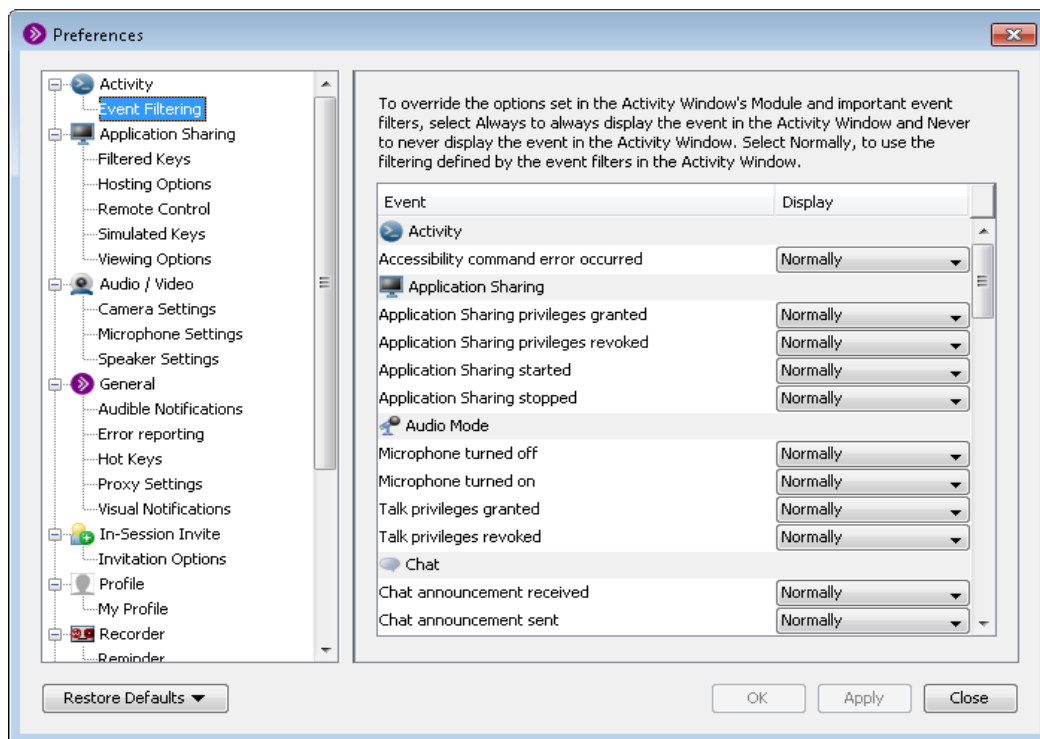 Preferences
Activity
Event Filtering
Application Sharing
Filtered Keys
Hosting Options
Remote Control
Simulated Keys
Viewing Options
Audio / Video
Camera Settings
Microphone Settings
Speaker Settings
General
Audible Notifications
Error reporting
Hot Keys
Proxy Settings
Visual Notifications
In-Session Invite
Invitation Options
Profile
My Profile
Recorder
Reminder
To override the options set in the Activity Window's Module and important event
filters, select Always to always display the event in the Activity Window and Never
to never display the event in the Activity Window. Select Normally, to use the
filtering defined by the event filters in the Activity Window.
Event Display
Activity
Accessibility command error occurred Normally
Application Sharing
Application Sharing privileges granted Normally
Application Sharing privileges revoked Normally
Application Sharing started Normally
Application Sharing stopped Normally
Audio Mode
Microphone turned off Normally
Microphone turned on Normally
Talk privileges granted Normally
Talk privileges revoked Normally
Chat
Chat announcement received Normally
Chat announcement sent Normally
Restore Defaults OK Apply Close